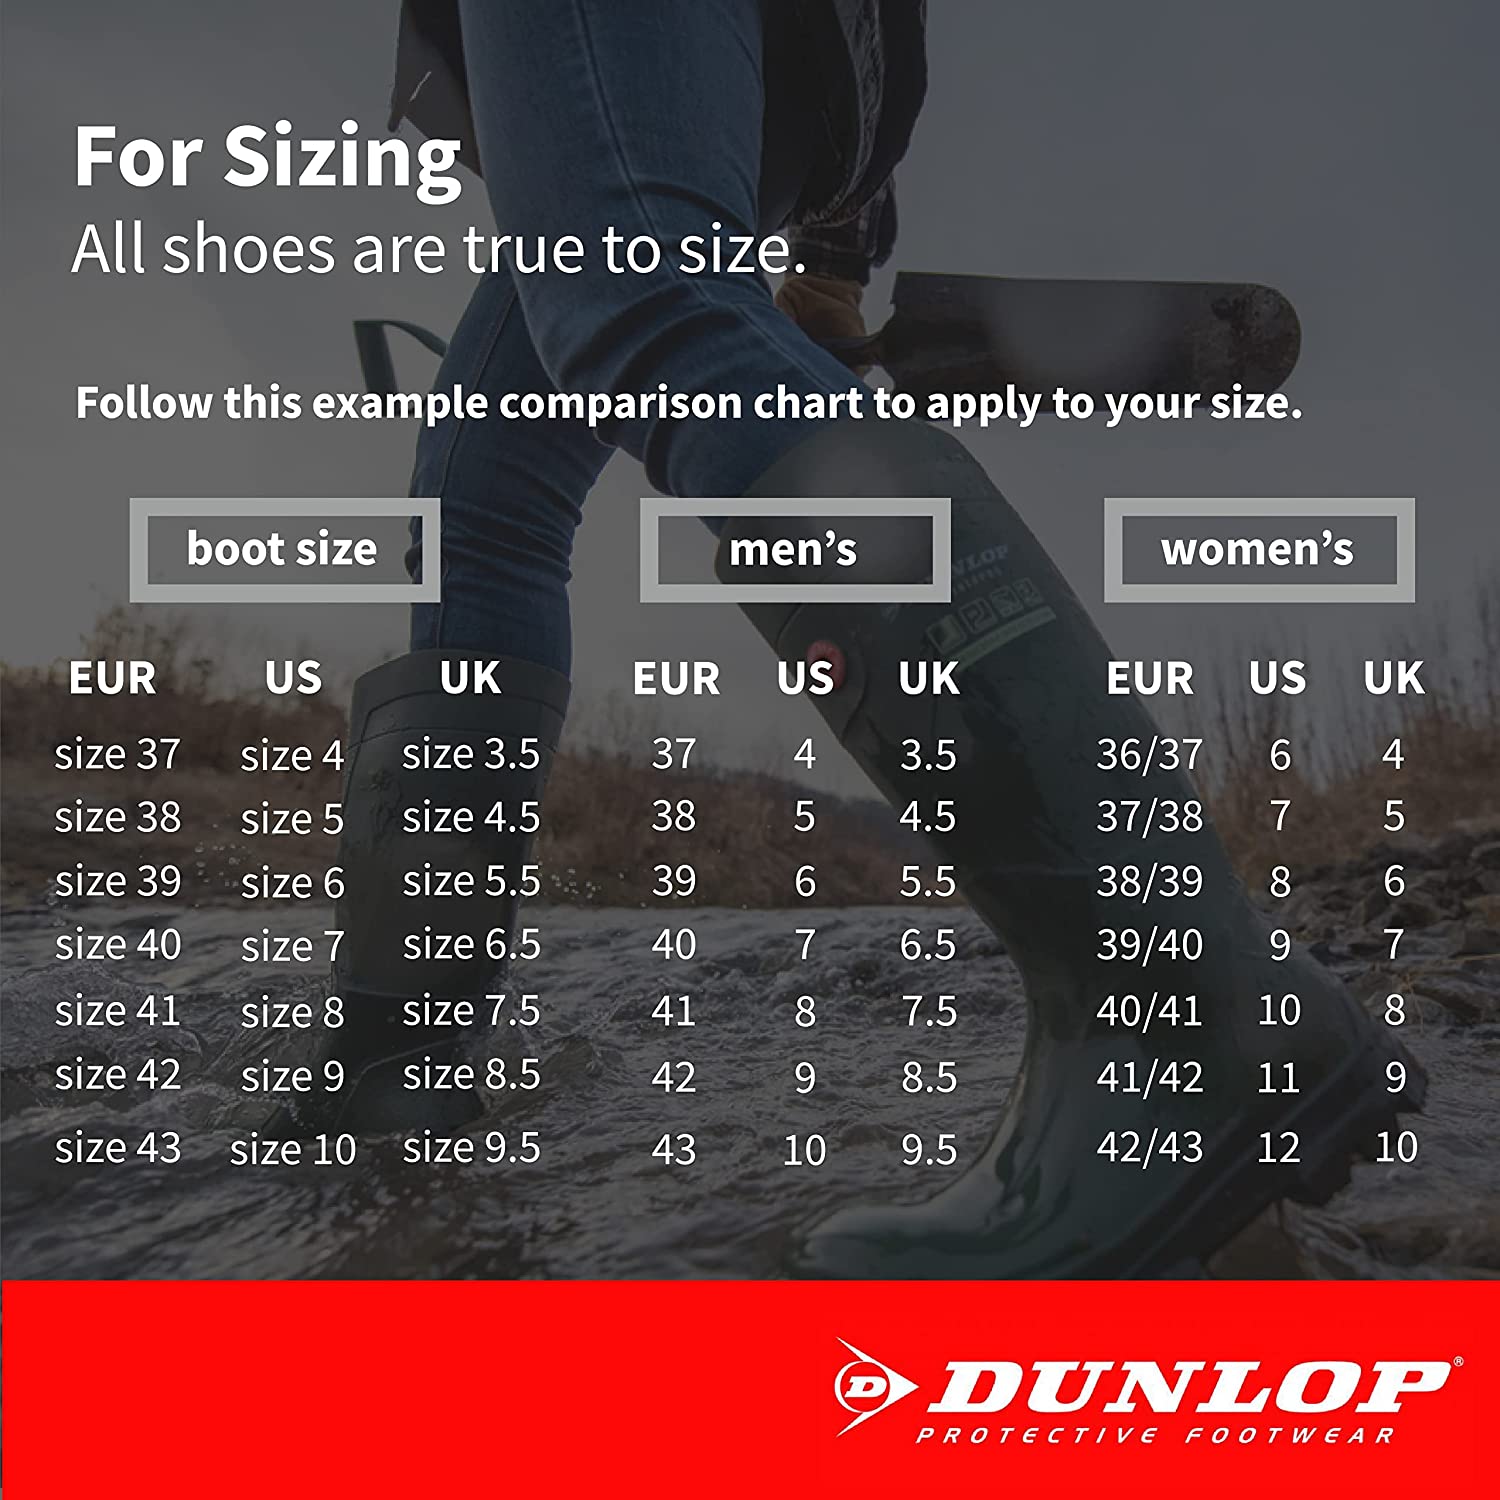 For Sizing
All shoes are true to size.
Follow this example comparison chart to apply to your size.
boot size men’s women’s
EUR US UK EUR US UK EUR US UK
size 37 size 4 size 3.5 37 4 3.5 36/37 6 4
size 38 size 5 size 4.5 38 5 4.5 37/38 7 5
size 39 size 6 size 5.5 39 6 5.5 38/39 8 6
size 40 size 7 size 6.5 40 7 6.5 39/40 9 7
size 41 size 8 size 7.5 41 8 7.5 40/41 10 8
size 42 size 9 size 8.5 42 9 8.5 41/42 11 9
size 43 size 10 size 9.5 43 10 9.5 42/43 12 10
DUNLOP
D DUNLOP®
PROTECTIVE FOOTWEAR